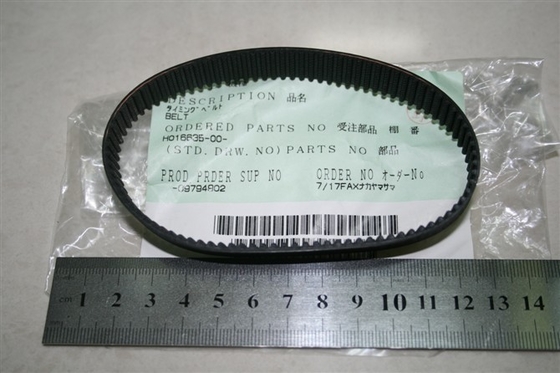 DESCRIPTION 品名
タイミングベルト
BELT
ORDERED PARTS NO 受注部品 棚番
H016835-00-
(STD. DRW. NO) PARTS NO 部品
PROD PRDER SUP NO ORDER NO オーダーNo
-09794R02 7/17FAXナカヤマサマ
cm 1 2 3 4 5 6 7 8 9 10 11 12 13 14